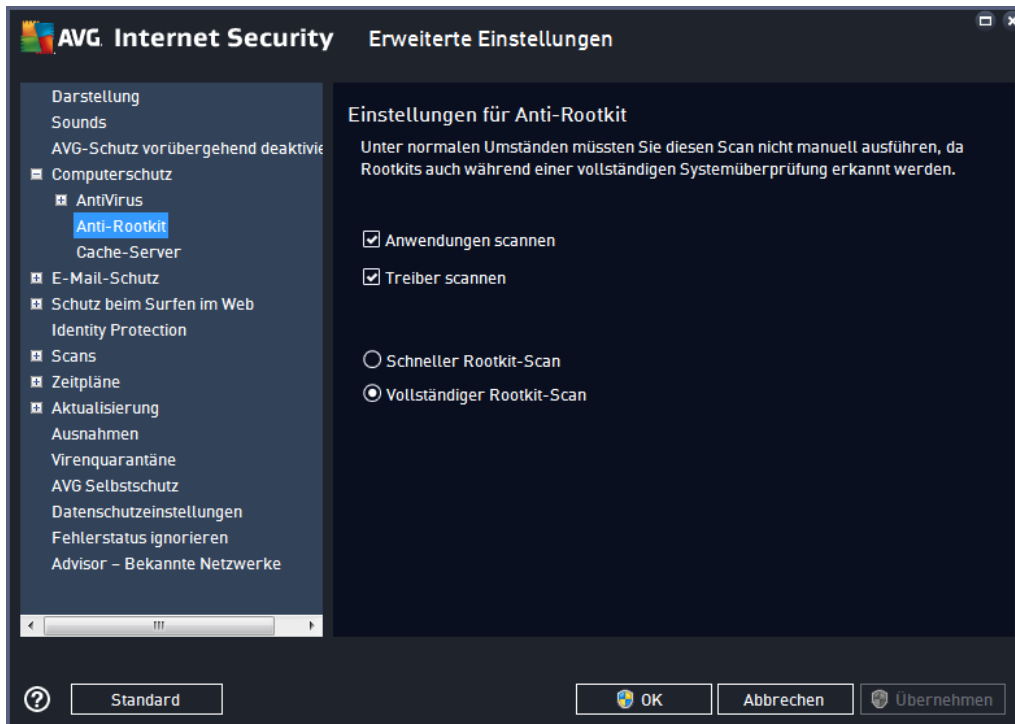 AVG. Internet Security Erweiterte Einstellungen
Darstellung
Sounds
AVG-Schutz vorübergehend deaktivie
Computerschutz
AntiVirus
Anti-Rootkit
Cache-Server
E-Mail-Schutz
Schutz beim Surfen im Web
Identity Protection
Scans
Zeitpläne
Aktualisierung
Ausnahmen
Virenquarantäne
AVG Selbstschutz
Datenschutzeinstellungen
Fehlerstatus ignorieren
Advisor – Bekannte Netzwerke
Einstellungen für Anti-Rootkit
Unter normalen Umständen müssten Sie diesen Scan nicht manuell ausführen, da
Rootkits auch während einer vollständigen Systemüberprüfung erkannt werden.
Anwendungen scannen
Treiber scannen
Schneller Rootkit-Scan
Vollständiger Rootkit-Scan
Standard
OK
Abbrechen
Übernehmen